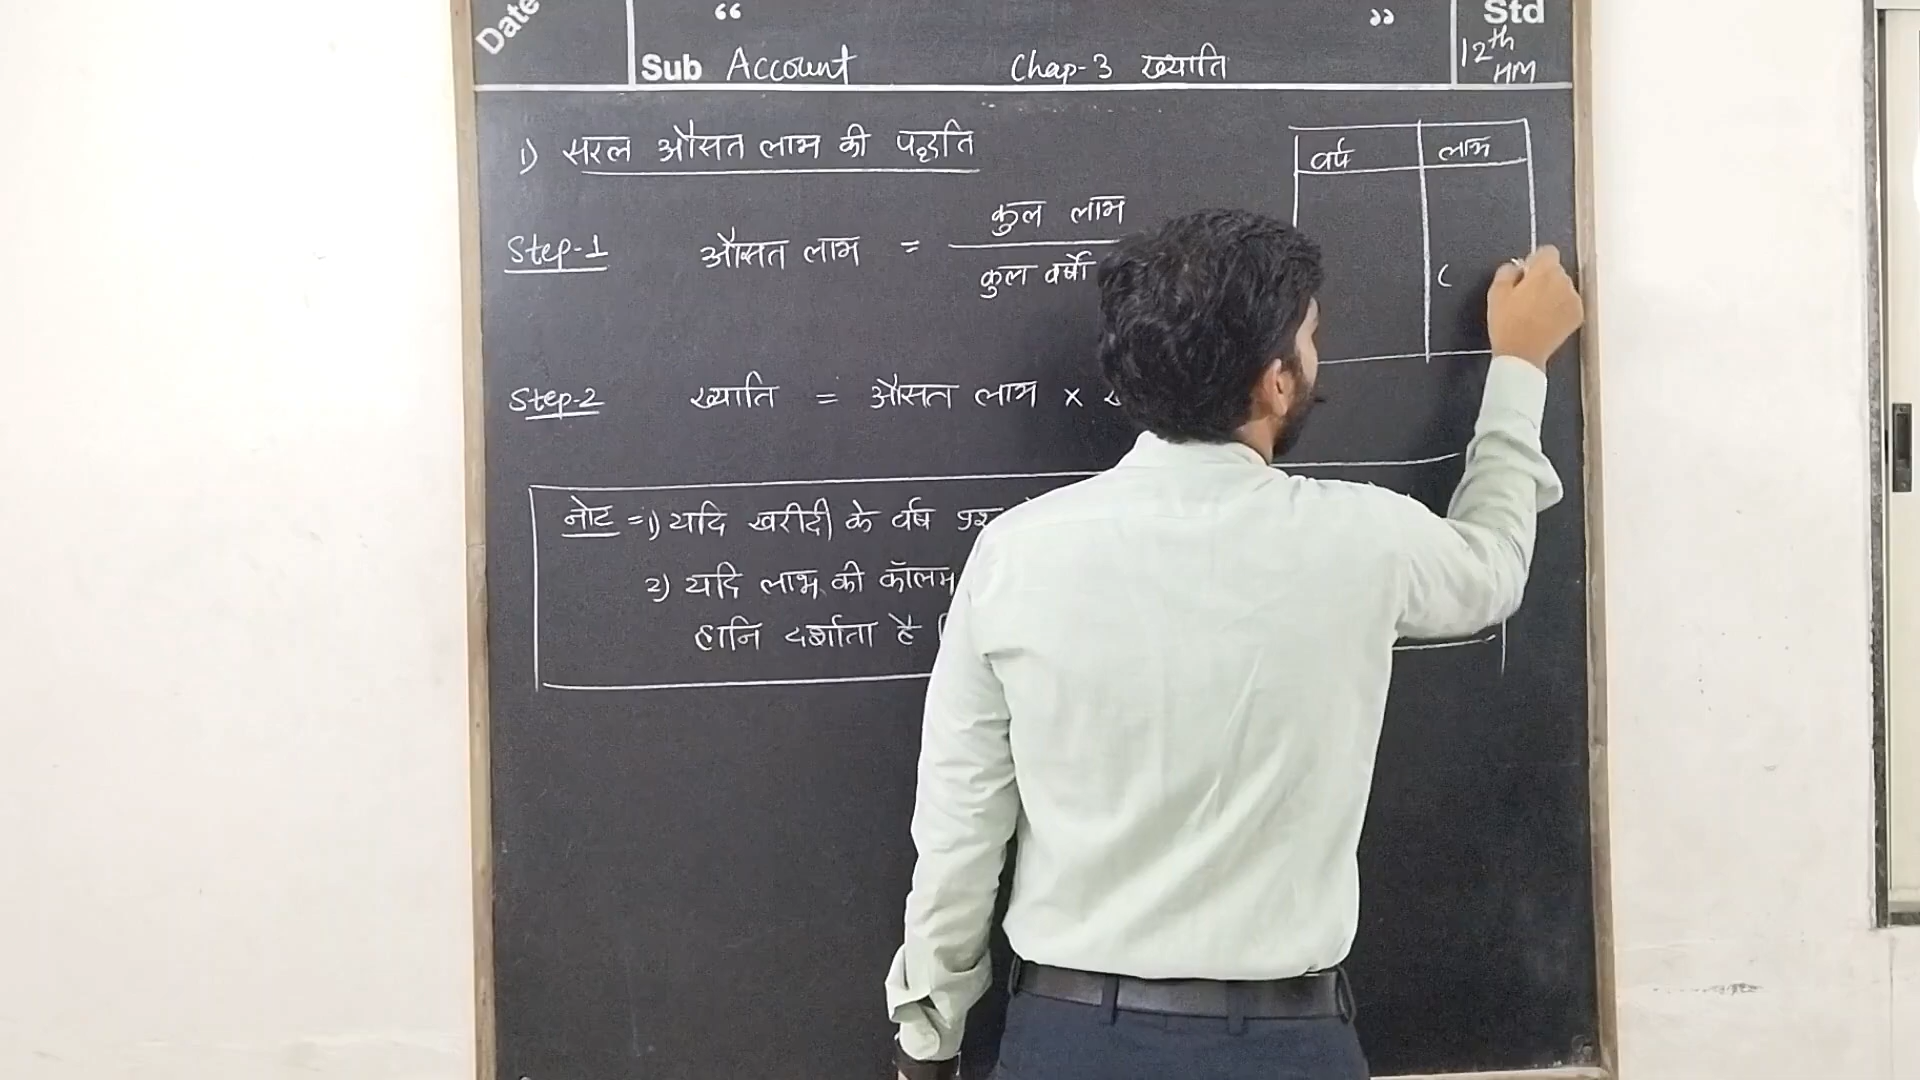 Date
“ ”
Std
Sub Account Chap-3 ख्याति
12th HM
1) सरल औसत लाभ की पद्धति
वर्ष लाभ
Step-1 औसत लाभ = कुल लाभ
कुल वर्षो
(
Step-2 ख्याति = औसत लाभ ×
नोट = 1) यदि खरीदी के वर्ष
2) यदि लाभ की कॉलम
हानि दर्शाता है